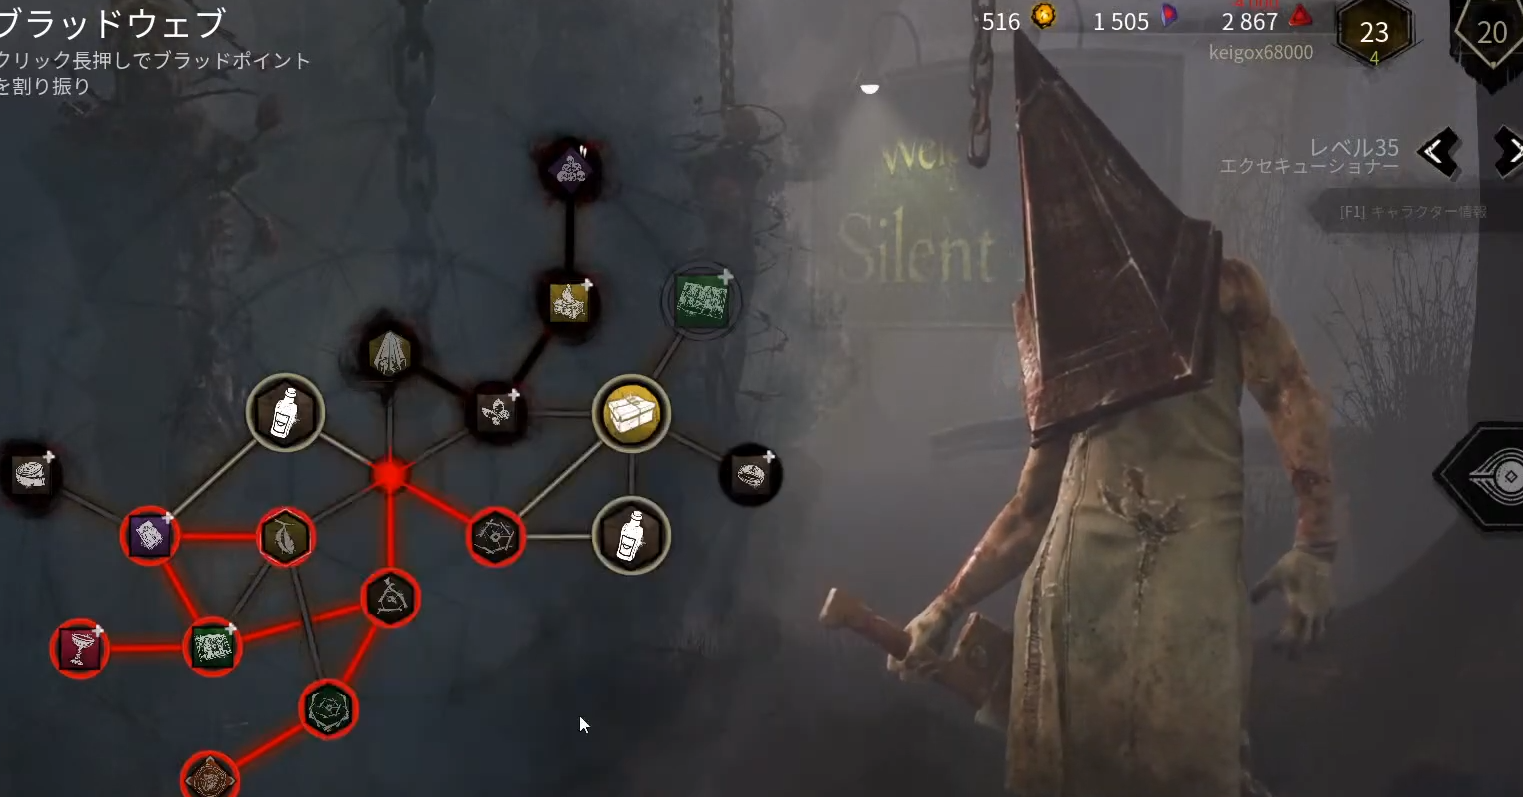 ブラッドウェブ
クリック長押しでブラッドポイント
を割り振り
516
1 505
2 867
keigox68000
23
4
20
レベル35
エクセキューショナー
[F1] キャラクター情報
Silent